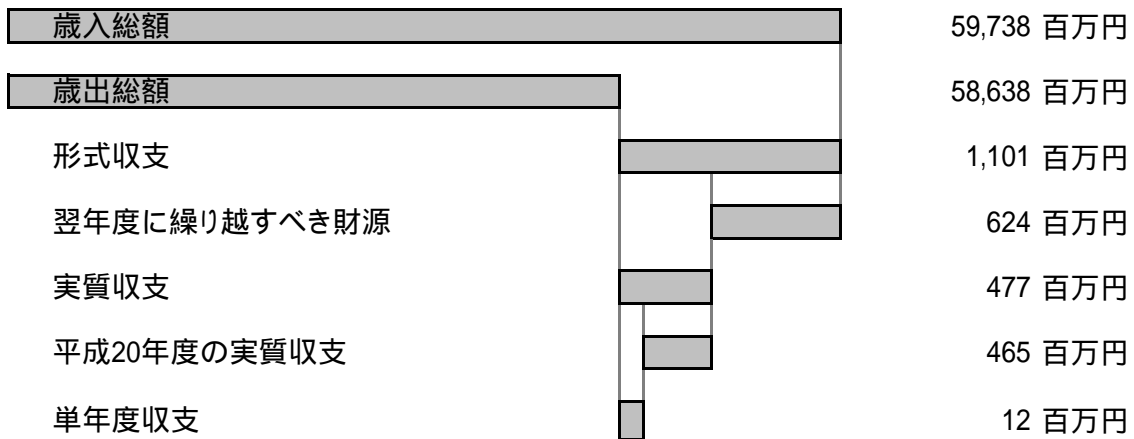 歳入総額 59,738 百万円
歳出総額 58,638 百万円
形式収支 1,101 百万円
翌年度に繰り越すべき財源 624 百万円
実質収支 477 百万円
平成20年度の実質収支 465 百万円
単年度収支 12 百万円